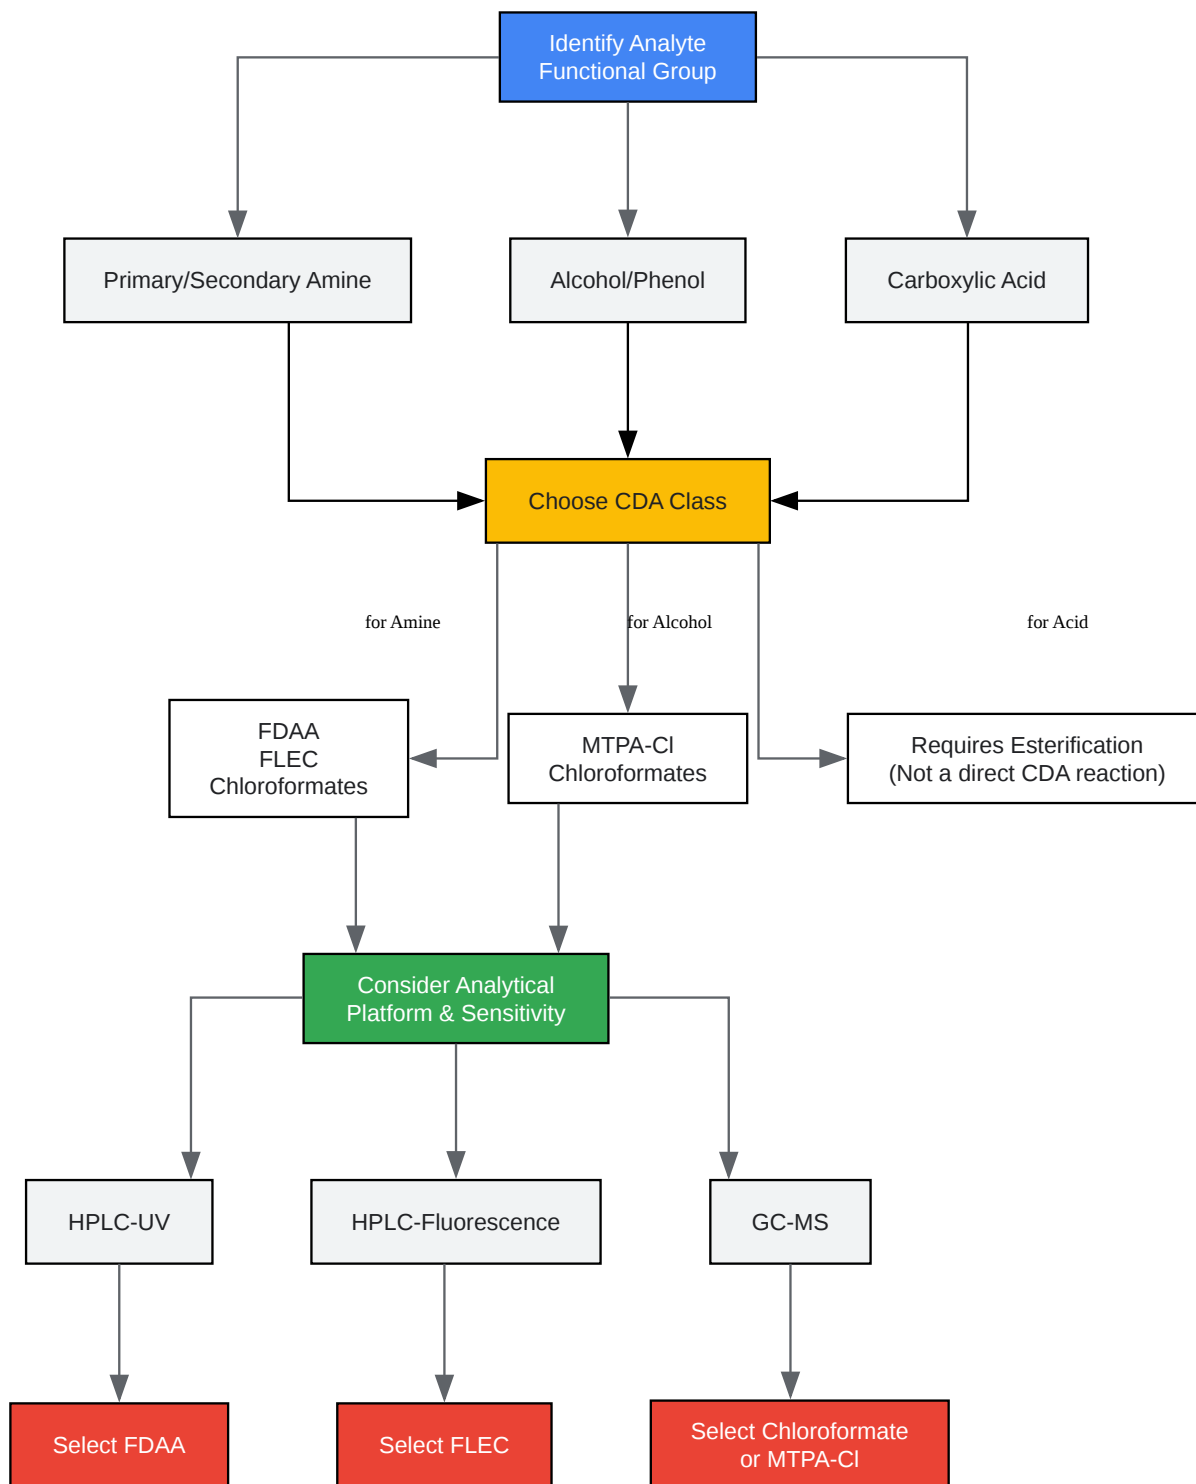 Identify Analyte
Functional Group
Primary/Secondary Amine
Alcohol/Phenol
Carboxylic Acid
Choose CDA Class
for Amine
for Alcohol
for Acid
FDAA
FLEC
Chloroformates
MTPA-Cl
Chloroformates
Requires Esterification
(Not a direct CDA reaction)
Consider Analytical
Platform & Sensitivity
HPLC-UV
HPLC-Fluorescence
GC-MS
Select FDAA
Select FLEC
Select Chloroformate
or MTPA-Cl